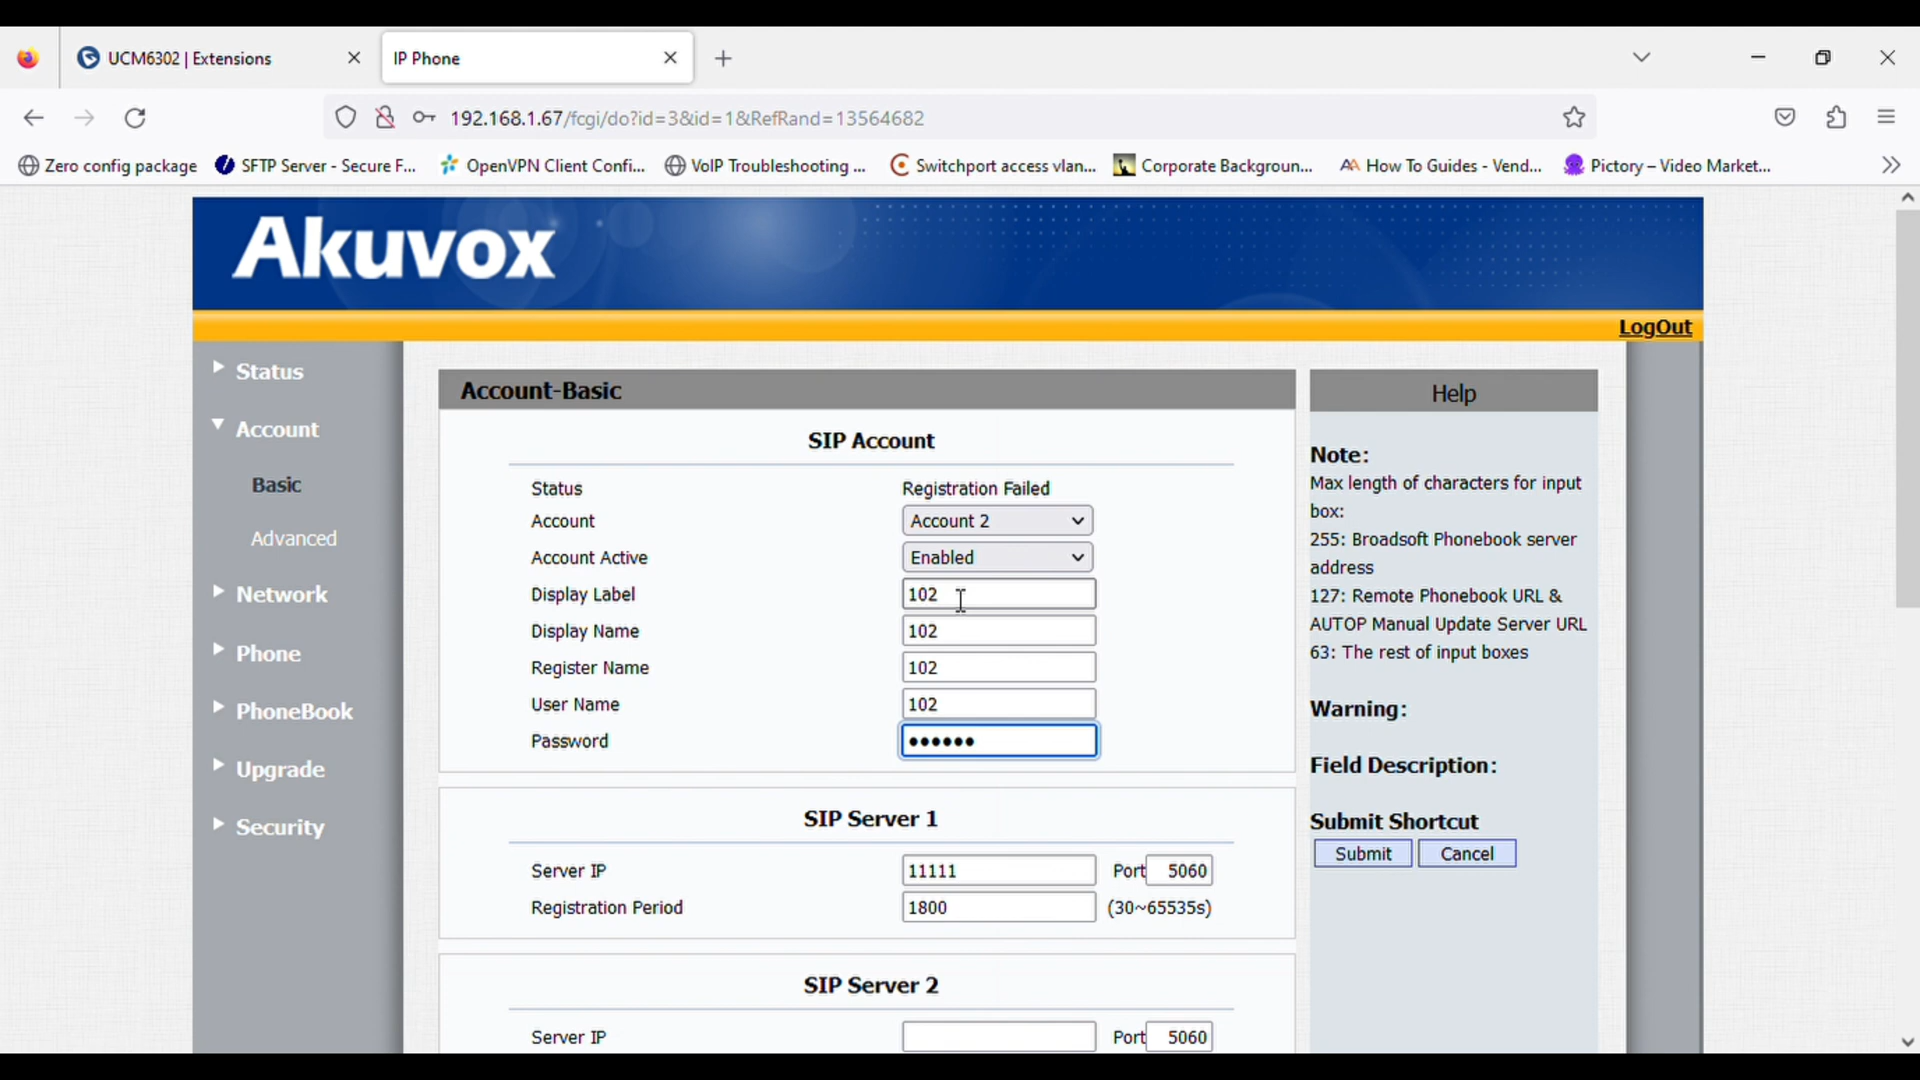 UCM6302 | Extensions
IP Phone
192.168.1.67/fcgi/do?id=3&id=1&RefRand=13564682
Zero config package
SFTP Server - Secure F...
OpenVPN Client Confi...
VoIP Troubleshooting ...
Switchport access vlan...
Corporate Backgroun...
AA How To Guides - Vend...
Pictory – Video Market...
Akuvox
LogOut
Status
Account
Basic
Advanced
Network
Phone
PhoneBook
Upgrade
Security
Account-Basic
SIP Account
Status Registration Failed
Account Account 2
Account Active Enabled
Display Label 102
Display Name 102
Register Name 102
User Name 102
Password ••••••
SIP Server 1
Server IP 11111 Port 5060
Registration Period 1800 (30~65535s)
SIP Server 2
Server IP Port 5060
Help
Note:
Max length of characters for input
box:
255: Broadsoft Phonebook server
address
127: Remote Phonebook URL &
AUTOP Manual Update Server URL
63: The rest of input boxes
Warning:
Field Description:
Submit Shortcut
Submit Cancel